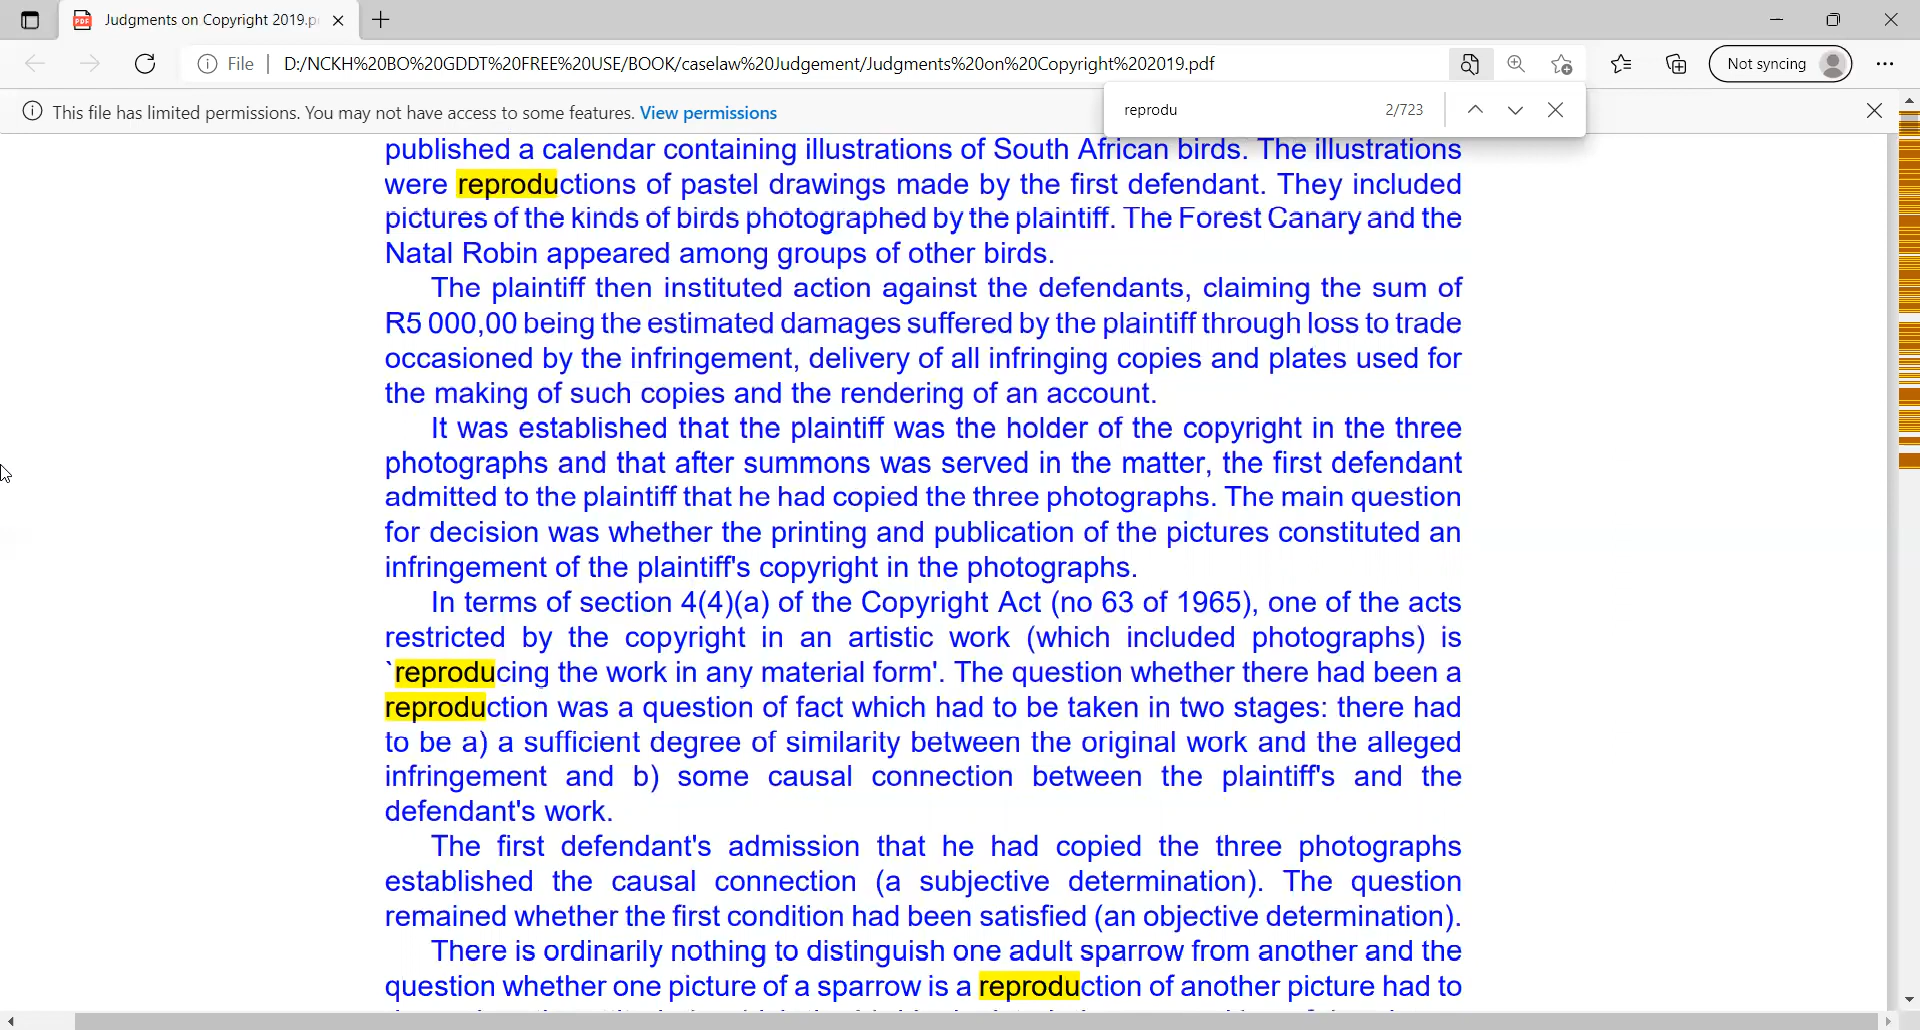 Judgments on Copyright 2019.p
File
D:/NCKH%20BO%20GDDT%20FREE%20USE/BOOK/caselaw%20Judgement/Judgments%20on%20Copyright%202019.pdf
Not syncing
This file has limited permissions. You may not have access to some features. View permissions
reprodu 2/723
published a calendar containing illustrations of South African birds. The illustrations
were reproductions of pastel drawings made by the first defendant. They included
pictures of the kinds of birds photographed by the plaintiff. The Forest Canary and the
Natal Robin appeared among groups of other birds.
The plaintiff then instituted action against the defendants, claiming the sum of
R5 000,00 being the estimated damages suffered by the plaintiff through loss to trade
occasioned by the infringement, delivery of all infringing copies and plates used for
the making of such copies and the rendering of an account.
It was established that the plaintiff was the holder of the copyright in the three
photographs and that after summons was served in the matter, the first defendant
admitted to the plaintiff that he had copied the three photographs. The main question
for decision was whether the printing and publication of the pictures constituted an
infringement of the plaintiff's copyright in the photographs.
In terms of section 4(4)(a) of the Copyright Act (no 63 of 1965), one of the acts
restricted by the copyright in an artistic work (which included photographs) is
`reproducing the work in any material form'. The question whether there had been a
reproduction was a question of fact which had to be taken in two stages: there had
to be a) a sufficient degree of similarity between the original work and the alleged
infringement and b) some causal connection between the plaintiff's and the
defendant's work.
The first defendant's admission that he had copied the three photographs
established the causal connection (a subjective determination). The question
remained whether the first condition had been satisfied (an objective determination).
There is ordinarily nothing to distinguish one adult sparrow from another and the
question whether one picture of a sparrow is a reproduction of another picture had to